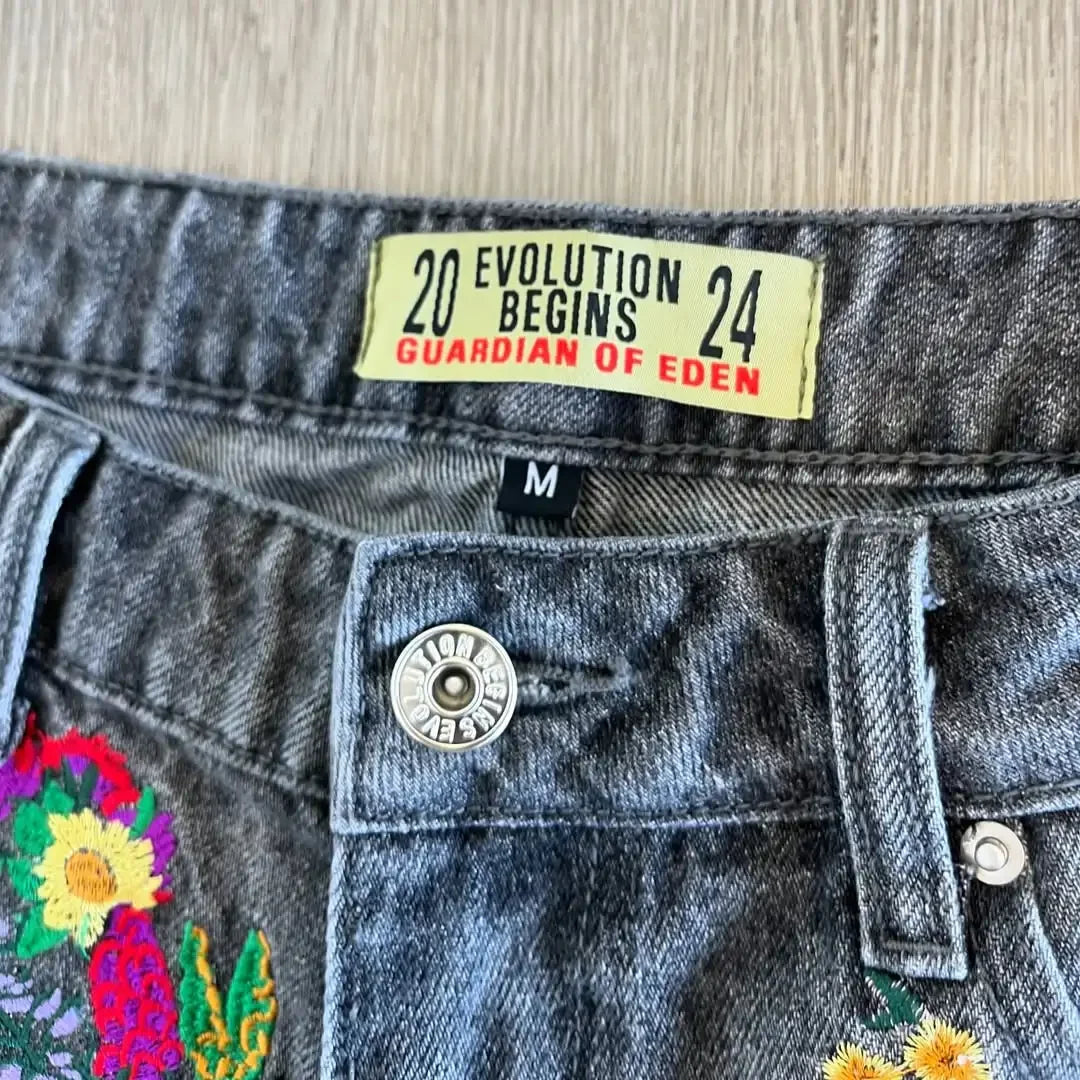 20 EVOLUTION 24
BEGINS
GUARDIAN OF EDEN
M
EVOLUTION BEGINS